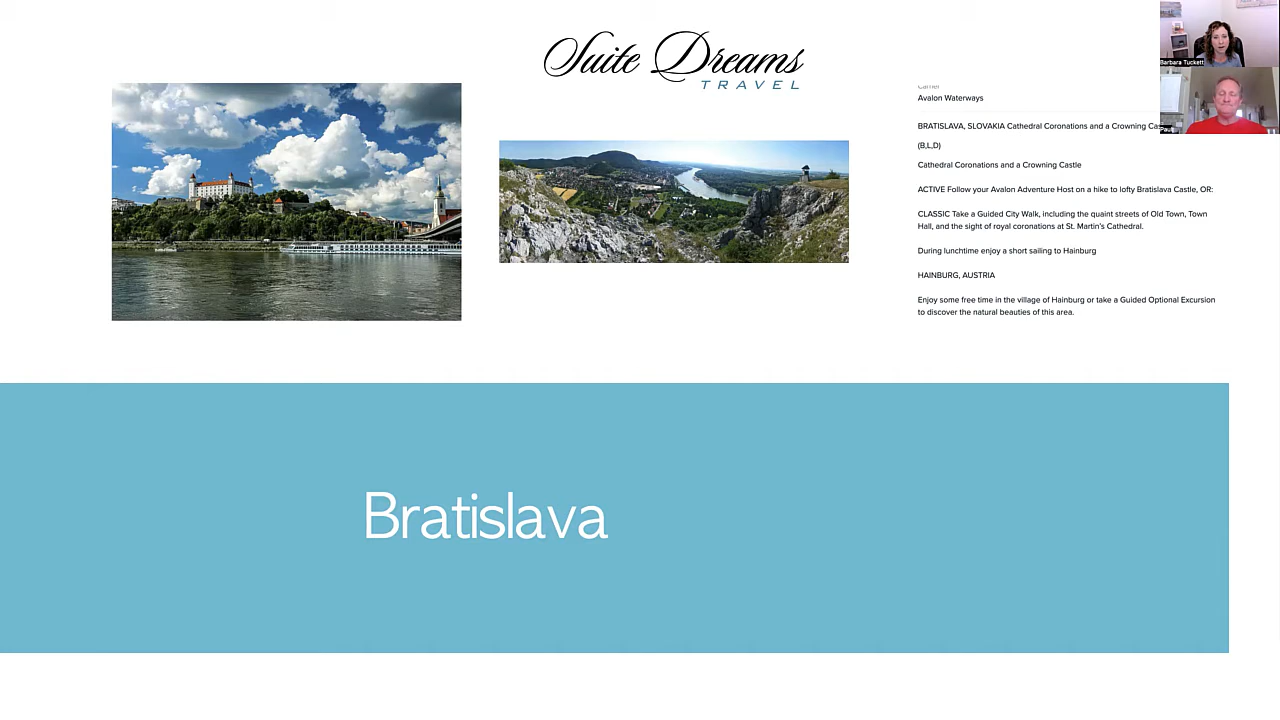 Suite Dreams
TRAVEL
Barbara Tuckett
Paul
Carrier
Avalon Waterways
BRATISLAVA, SLOVAKIA Cathedral Coronations and a Crowning
(B,L,D)
Cathedral Coronations and a Crowning Castle
ACTIVE Follow your Avalon Adventure Host on a hike to lofty Bratislava Castle, OR:
CLASSIC Take a Guided City Walk, including the quaint streets of Old Town, Town
Hall, and the sight of royal coronations at St. Martin's Cathedral.
During lunchtime enjoy a short sailing to Hainburg
HAINBURG, AUSTRIA
Enjoy some free time in the village of Hainburg or take a Guided Optional Excursion
to discover the natural beauties of this area.
Bratislava